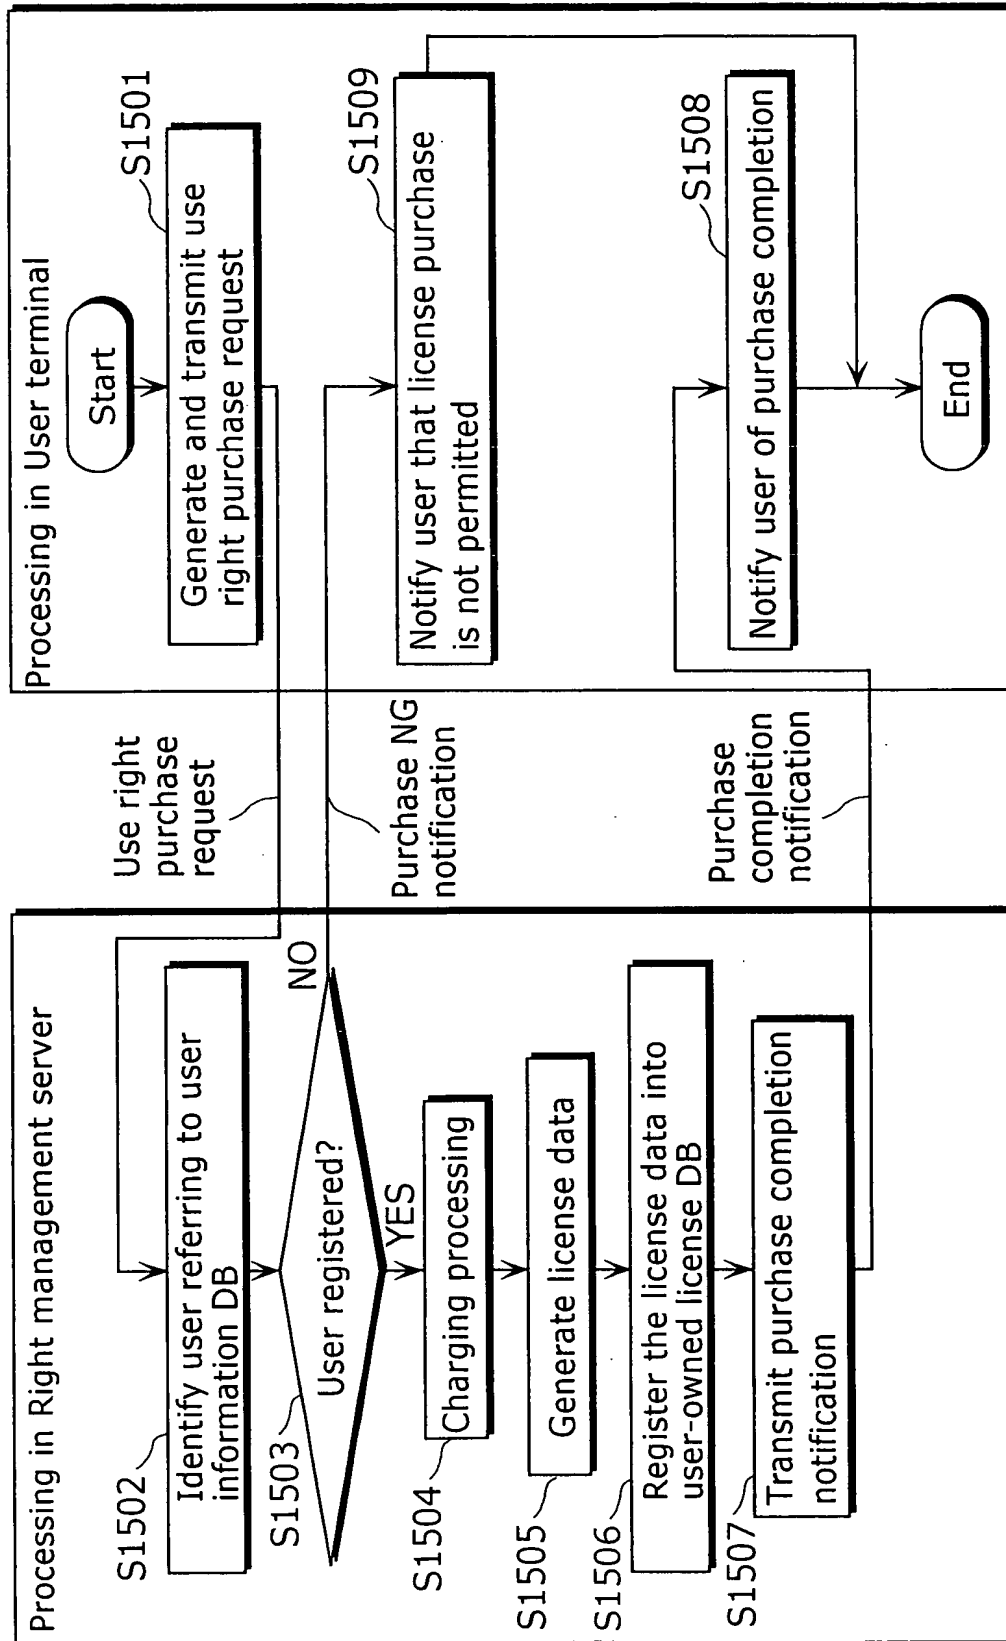 Processing in Right management server
S1502
Identify user referring to user
information DB
S1503
User registered?
NO
YES
S1504
Charging processing
S1505
Generate license data
S1506
Register the license data into
user-owned license DB
S1507
Transmit purchase completion
notification
Use right
purchase
request
Purchase NG
notification
Purchase
completion
notification
Processing in User terminal
Start
S1501
Generate and transmit use
right purchase request
S1509
Notify user that license purchase
is not permitted
S1508
Notify user of purchase completion
End